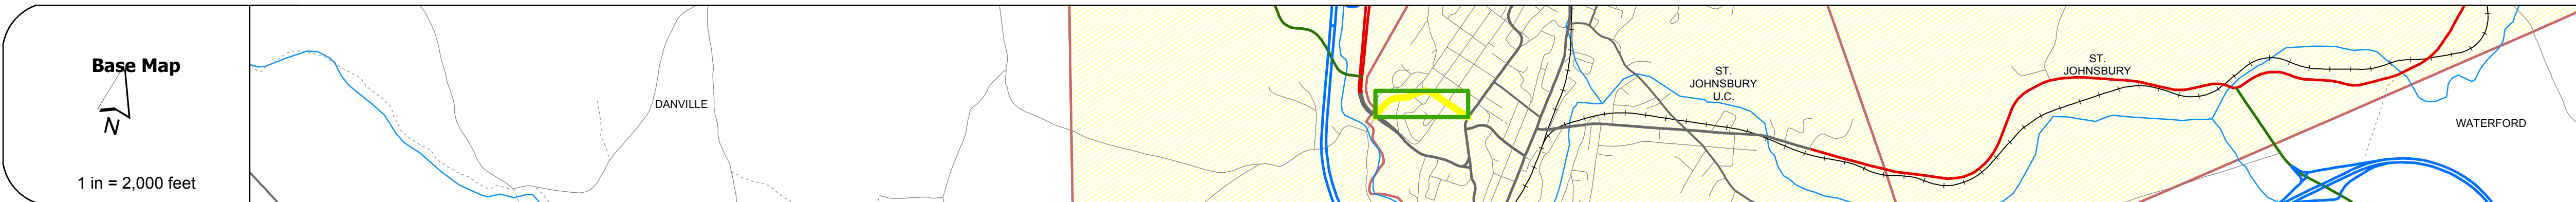 Base Map
N
1 in = 2,000 feet
DANVILLE
ST.
JOHNSBURY
U.C.
ST.
JOHNSBURY
WATERFORD